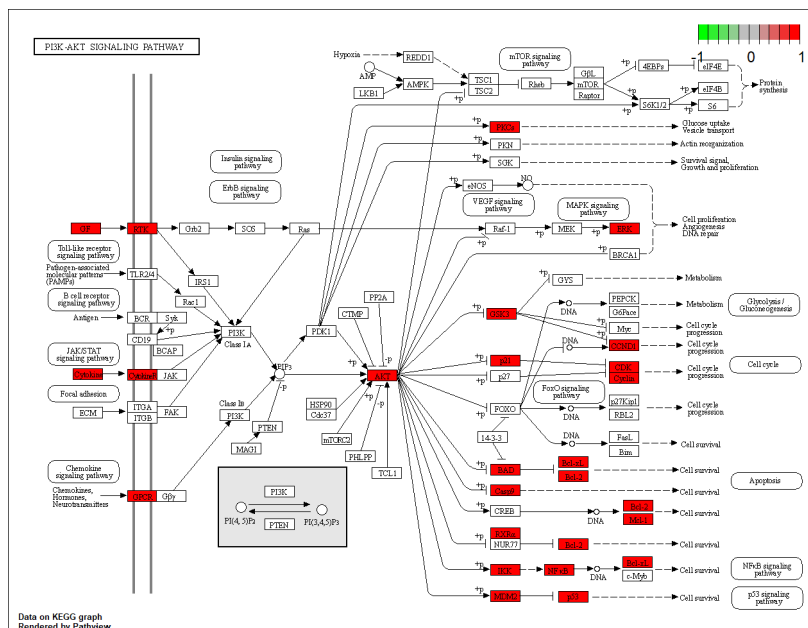 PI3K-AKT SIGNALING PATHWAY
-1 0 1
Hypoxia
REDD1
mTOR signaling
pathway
AMP
AMPK
LKB1
TSC1
TSC2
Rheb
GβL
mTOR
Raptor
+p
4EBPs
eIF4E
+p
S6K1/2
+p
eIF4B
S6
Protein
synthesis
+p
+p
PKCs
Glucose uptake
Vesicle transport
+p
PKN
Actin reorganization
+p
SGK
Survival signal,
Growth and proliferation
Insulin signaling
pathway
ErbB signaling
pathway
+p
eNOS
NO
VEGF signaling
pathway
MAPK signaling
pathway
GF
RTK
Grb2
SOS
Ras
Raf-1
+p
MEK
+p
ERK
+p
+p
BRCA1
Cell proliferation
Angiogenesis
DNA repair
Toll-like receptor
signaling pathway
Pathogen-associated
molecular patterns
(PAMPs)
TLR2/4
IRS1
Rac1
B cell receptor
signaling pathway
Antigen
BCR
Syk
+p
CD19
BCAP
PI3K
Class IA
JAK/STAT
signaling pathway
Cytokine
JAK
Focal adhesion
ECM
ITGA
ITGB
FAK
Chemokine
signaling pathway
Chemokines,
Hormones,
Neurotransmitters
GPCR
Gβγ
Class IB
PI3K
PIP3
-p
PTEN
MAGI
PDK1
PP2A
CTMP
+p
-p
AKT
+p
-p
HSP90
Cdc37
mTORC2
PHLPP
TCL1
PI3K
PI(4, 5)P2
PI(3,4,5)P3
PTEN
+p
GSK3
+p
GYS
Metabolism
+p
+p
Myc
Cell cycle
progression
CCND1
Cell cycle
progression
DNA
PEPCK
G6Pase
Metabolism
Glycolysis /
Gluconeogenesis
DNA
+p
p21
+p
p27
CDK
Cyclin
Cell cycle
progression
Cell cycle
+p
FOXO
FoxO signaling
pathway
DNA
p27Kip1
RBL2
Cell cycle
progression
14-3-3
DNA
FasL
Bim
Cell survival
+p
BAD
Bcl-xL
Bcl-2
Cell survival
Apoptosis
+p
Casp9
Cell survival
+p
CREB
DNA
Bcl-2
Mcl-1
Cell survival
+p
RXRα
NUR77
Bcl-2
Cell survival
+p
IKK
NFκB
DNA
Bcl-xL
c-Myb
Cell survival
NFκB signaling
pathway
+p
MDM2
p53
Cell survival
p53 signaling
pathway
Data on KEGG graph
Rendered by Pathview